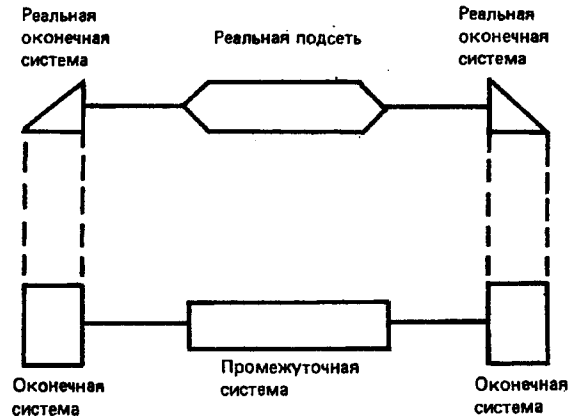 Реальная
оконечная
система
Реальная подсеть
Реальная
оконечная
система
Оконечная
система
Промежуточная
система
Оконечная
система